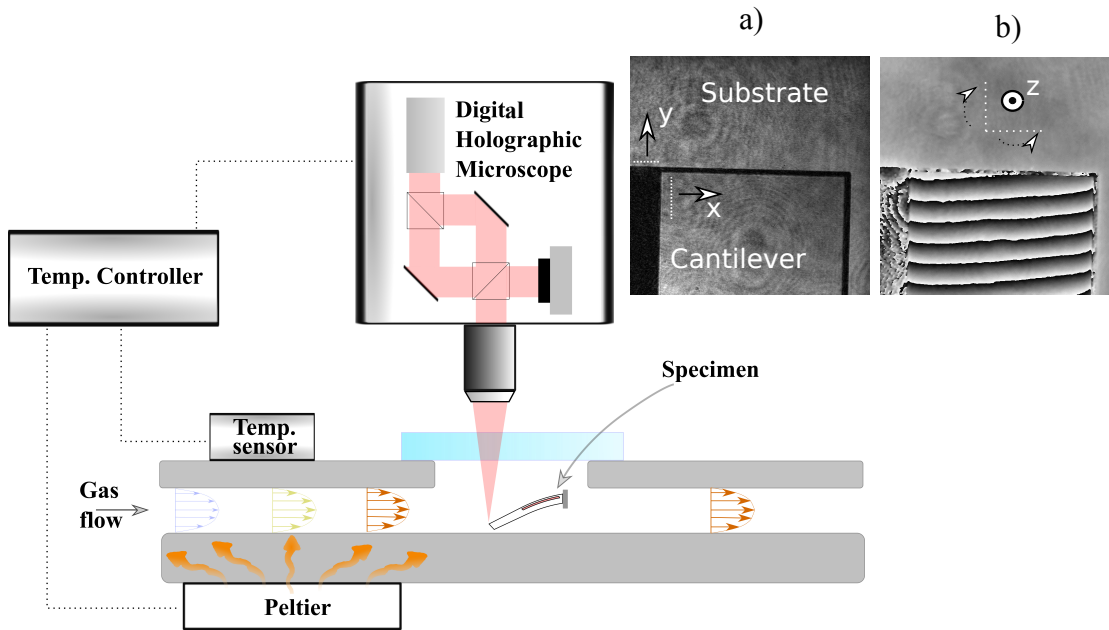 a)
b)
Substrate
y
x
Cantilever
z
Digital
Holographic
Microscope
Temp. Controller
Specimen
Temp.
sensor
Gas
flow
Peltier